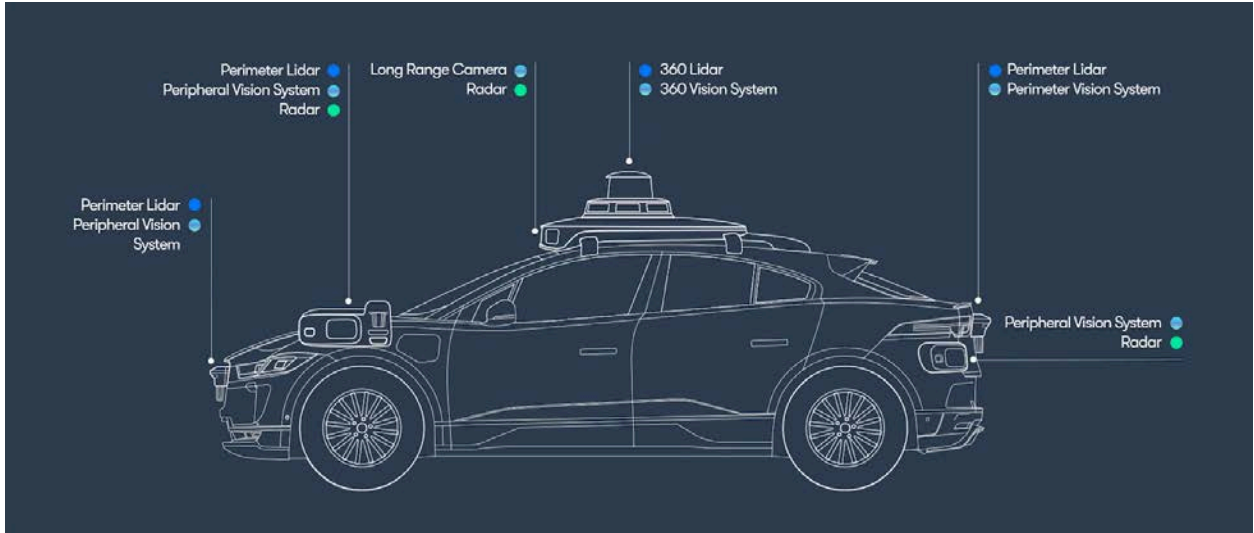 Perimeter Lidar
Peripheral Vision System
Radar
Long Range Camera
Radar
360 Lidar
360 Vision System
Perimeter Lidar
Perimeter Vision System
Perimeter Lidar
Peripheral Vision
System
Peripheral Vision System
Radar